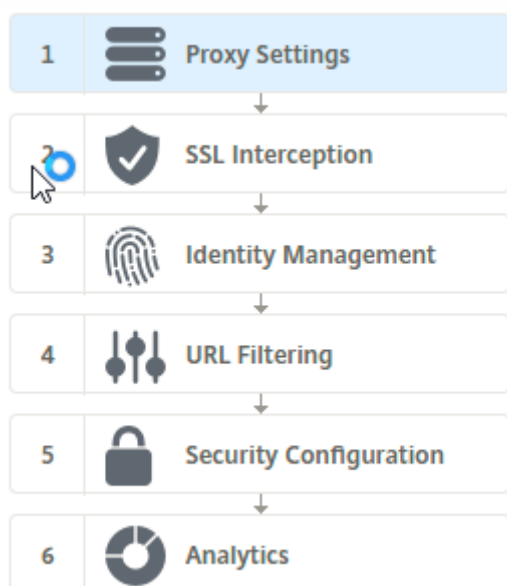 1 Proxy Settings
2 SSL Interception
3 Identity Management
4 URL Filtering
5 Security Configuration
6 Analytics